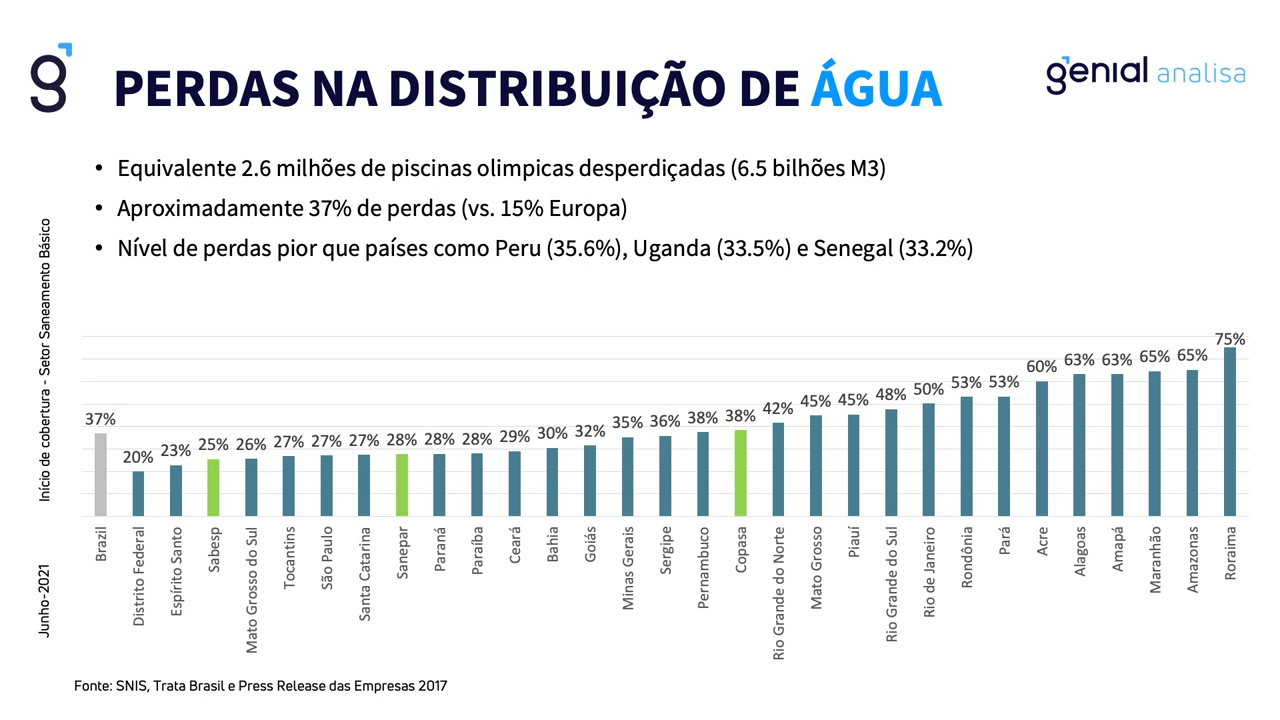 g
PERDAS NA DISTRIBUIÇÃO DE ÁGUA
genial analisa
• Equivalente 2.6 milhões de piscinas olimpicas desperdiçadas (6.5 bilhões M3)
• Aproximadamente 37% de perdas (vs. 15% Europa)
• Nível de perdas pior que países como Peru (35.6%), Uganda (33.5%) e Senegal (33.2%)
Início de cobertura - Setor Saneamento Básico
Junho-2021
37%
20%
23%
25%
26%
27%
27%
27%
28%
28%
28%
29%
30%
32%
35%
36%
38%
38%
42%
45%
45%
48%
50%
53%
53%
60%
63%
63%
65%
65%
75%
Brazil
Distrito Federal
Espírito Santo
Sabesp
Mato Grosso do Sul
Tocantins
São Paulo
Santa Catarina
Sanepar
Paraná
Paraíba
Ceará
Bahia
Goiás
Minas Gerais
Sergipe
Pernambuco
Copasa
Rio Grande do Norte
Mato Grosso
Piauí
Rio Grande do Sul
Rio de Janeiro
Rondônia
Pará
Acre
Alagoas
Amapá
Maranhão
Amazonas
Roraima
Fonte: SNIS, Trata Brasil e Press Release das Empresas 2017